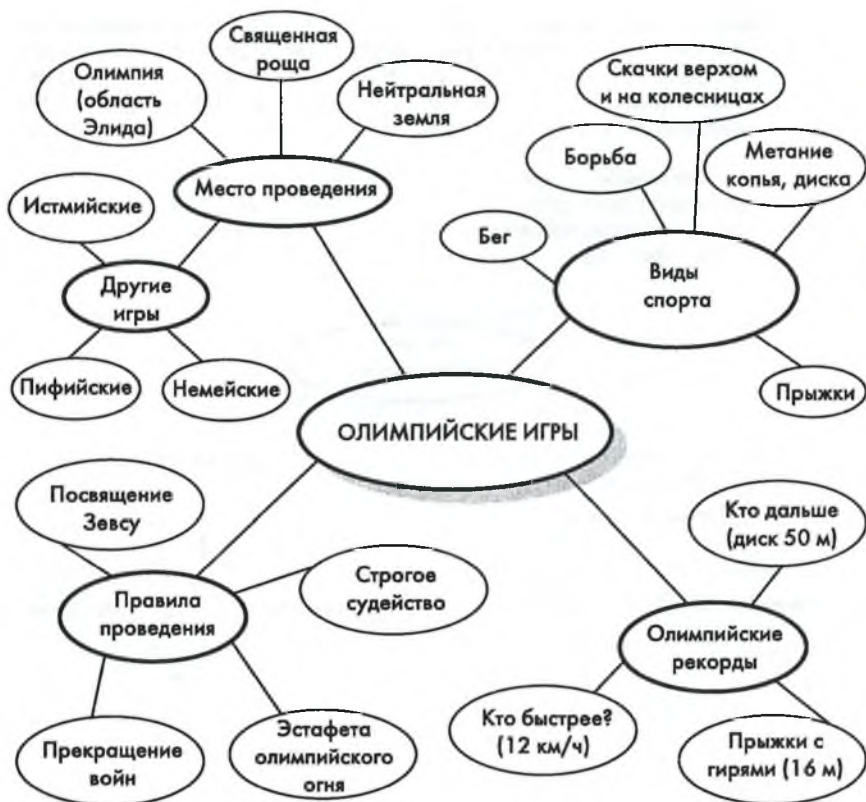 Священная
роща
Олимпия
(область
Элида)
Нейтральная
земля
Место проведения
Истмийские
Другие
игры
Пифийские
Немейские
Скачки верхом
и на колесницах
Борьба
Метание
копья, диска
Бег
Виды
спорта
Прыжки
ОЛИМПИЙСКИЕ ИГРЫ
Посвящение
Зевсу
Строгое
судейство
Правила
проведения
Прекращение
войн
Эстафета
олимпийского
огня
Кто дальше
(диск 50 м)
Олимпийские
рекорды
Кто быстрее?
(12 км/ч)
Прыжки с
гирями (16 м)